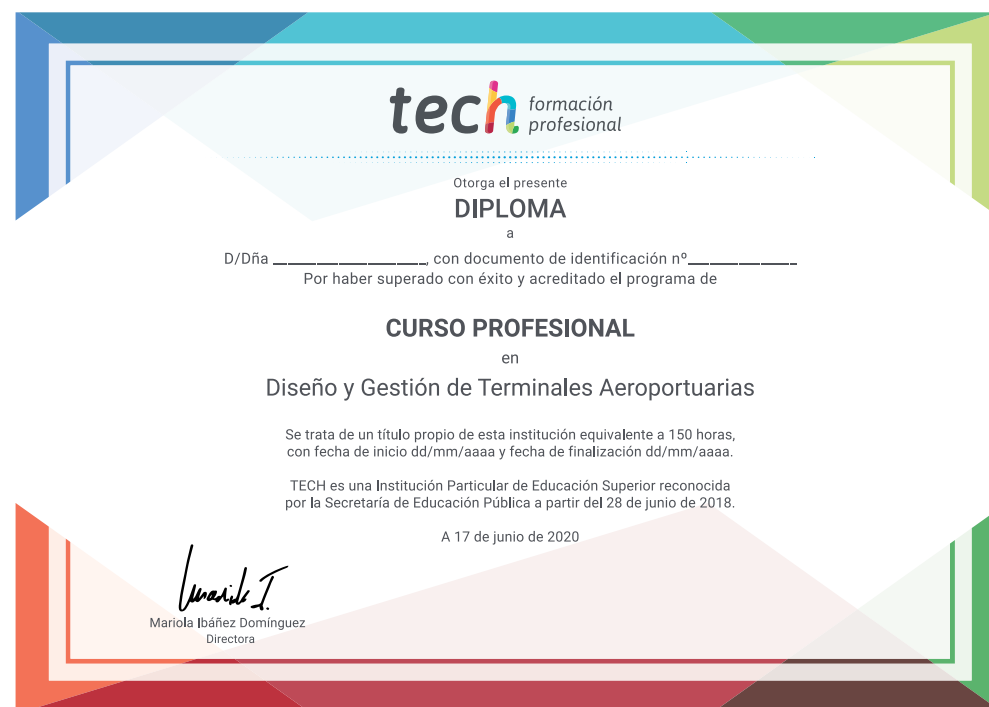 tech formación
profesional
Otorga el presente
DIPLOMA
a
D/Dña ____________________, con documento de identificación nº______________
Por haber superado con éxito y acreditado el programa de
CURSO PROFESIONAL
en
Diseño y Gestión de Terminales Aeroportuarias
Se trata de un título propio de esta institución equivalente a 150 horas,
con fecha de inicio dd/mm/aaaa y fecha de finalización dd/mm/aaaa.
TECH es una Institución Particular de Educación Superior reconocida
por la Secretaría de Educación Pública a partir del 28 de junio de 2018.
A 17 de junio de 2020
Mariola Ibáñez Domínguez
Directora